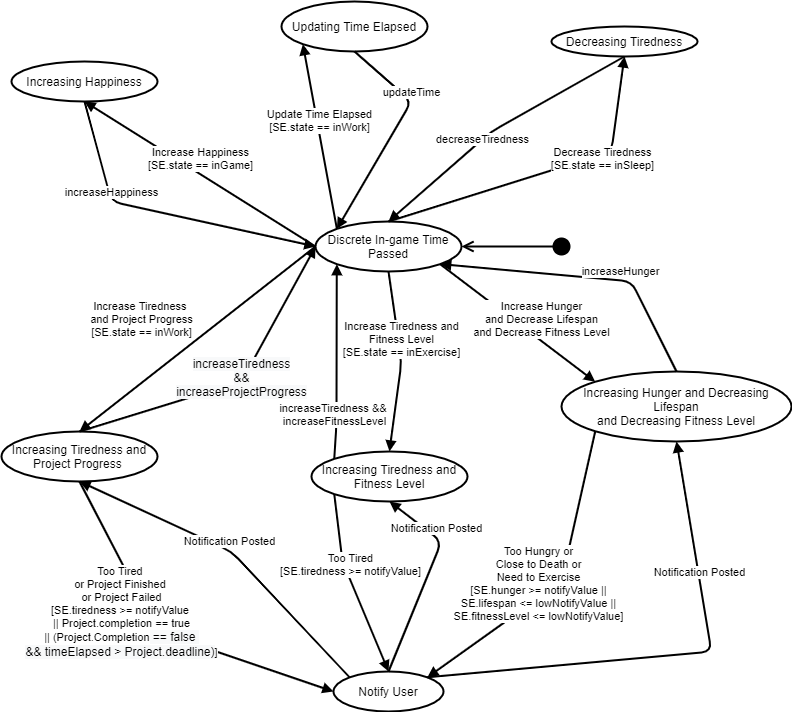 Updating Time Elapsed
Decreasing Tiredness
Increasing Happiness
updateTime
Update Time Elapsed
[SE.state == inWork]
decreaseTiredness
Increase Happiness
[SE.state == inGame]
Decrease Tiredness
[SE.state == inSleep]
increaseHappiness
Discrete In-game Time
Passed
increaseHunger
Increase Tiredness
and Project Progress
[SE.state == inWork]
Increase Tiredness and
Fitness Level
[SE.state == inExercise]
Increase Hunger
and Decrease Lifespan
and Decrease Fitness Level
increaseTiredness
&&
increaseProjectProgress
increaseTiredness &&
increaseFitnessLevel
Increasing Hunger and Decreasing
Lifespan
and Decreasing Fitness Level
Increasing Tiredness and
Project Progress
Increasing Tiredness and
Fitness Level
Notification Posted
Notification Posted
Too Tired
[SE.tiredness >= notifyValue]
Too Hungry or
Close to Death or
Need to Exercise
[SE.hunger >= notifyValue ||
SE.lifespan <= lowNotifyValue ||
SE.fitnessLevel <= lowNotifyValue]
Notification Posted
Too Tired
or Project Finished
or Project Failed
[SE.tiredness >= notifyValue
|| Project.completion == true
|| (Project.Completion == false
&& timeElapsed > Project.deadline)]
Notify User